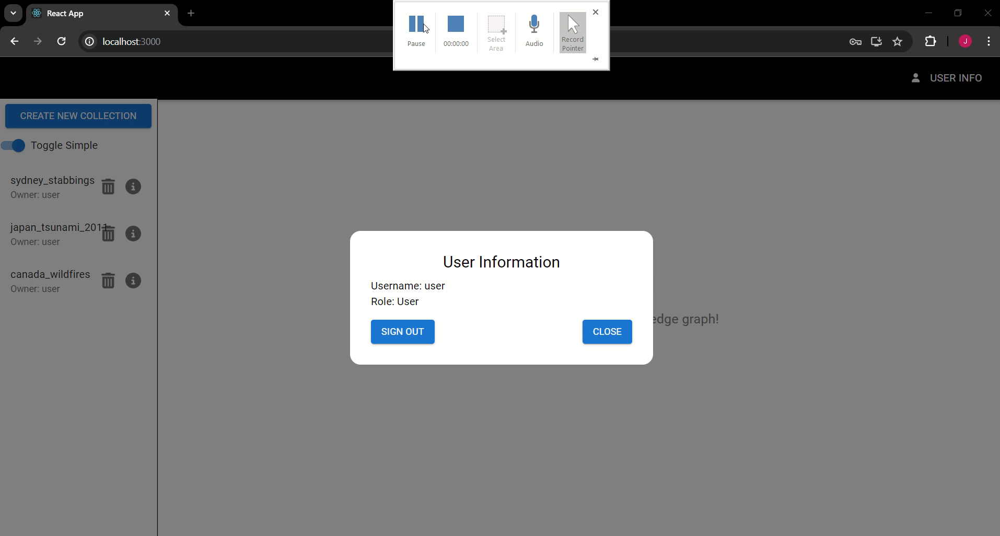 React App
localhost:3000
Pause
00:00:00
Select
Area
Audio
Record
Pointer
J
USER INFO
CREATE NEW COLLECTION
Toggle Simple
sydney_stabbings
Owner: user
japan_tsunami_2011
Owner: user
canada_wildfires
Owner: user
User Information
Username: user
Role: User
SIGN OUT
CLOSE
graph!